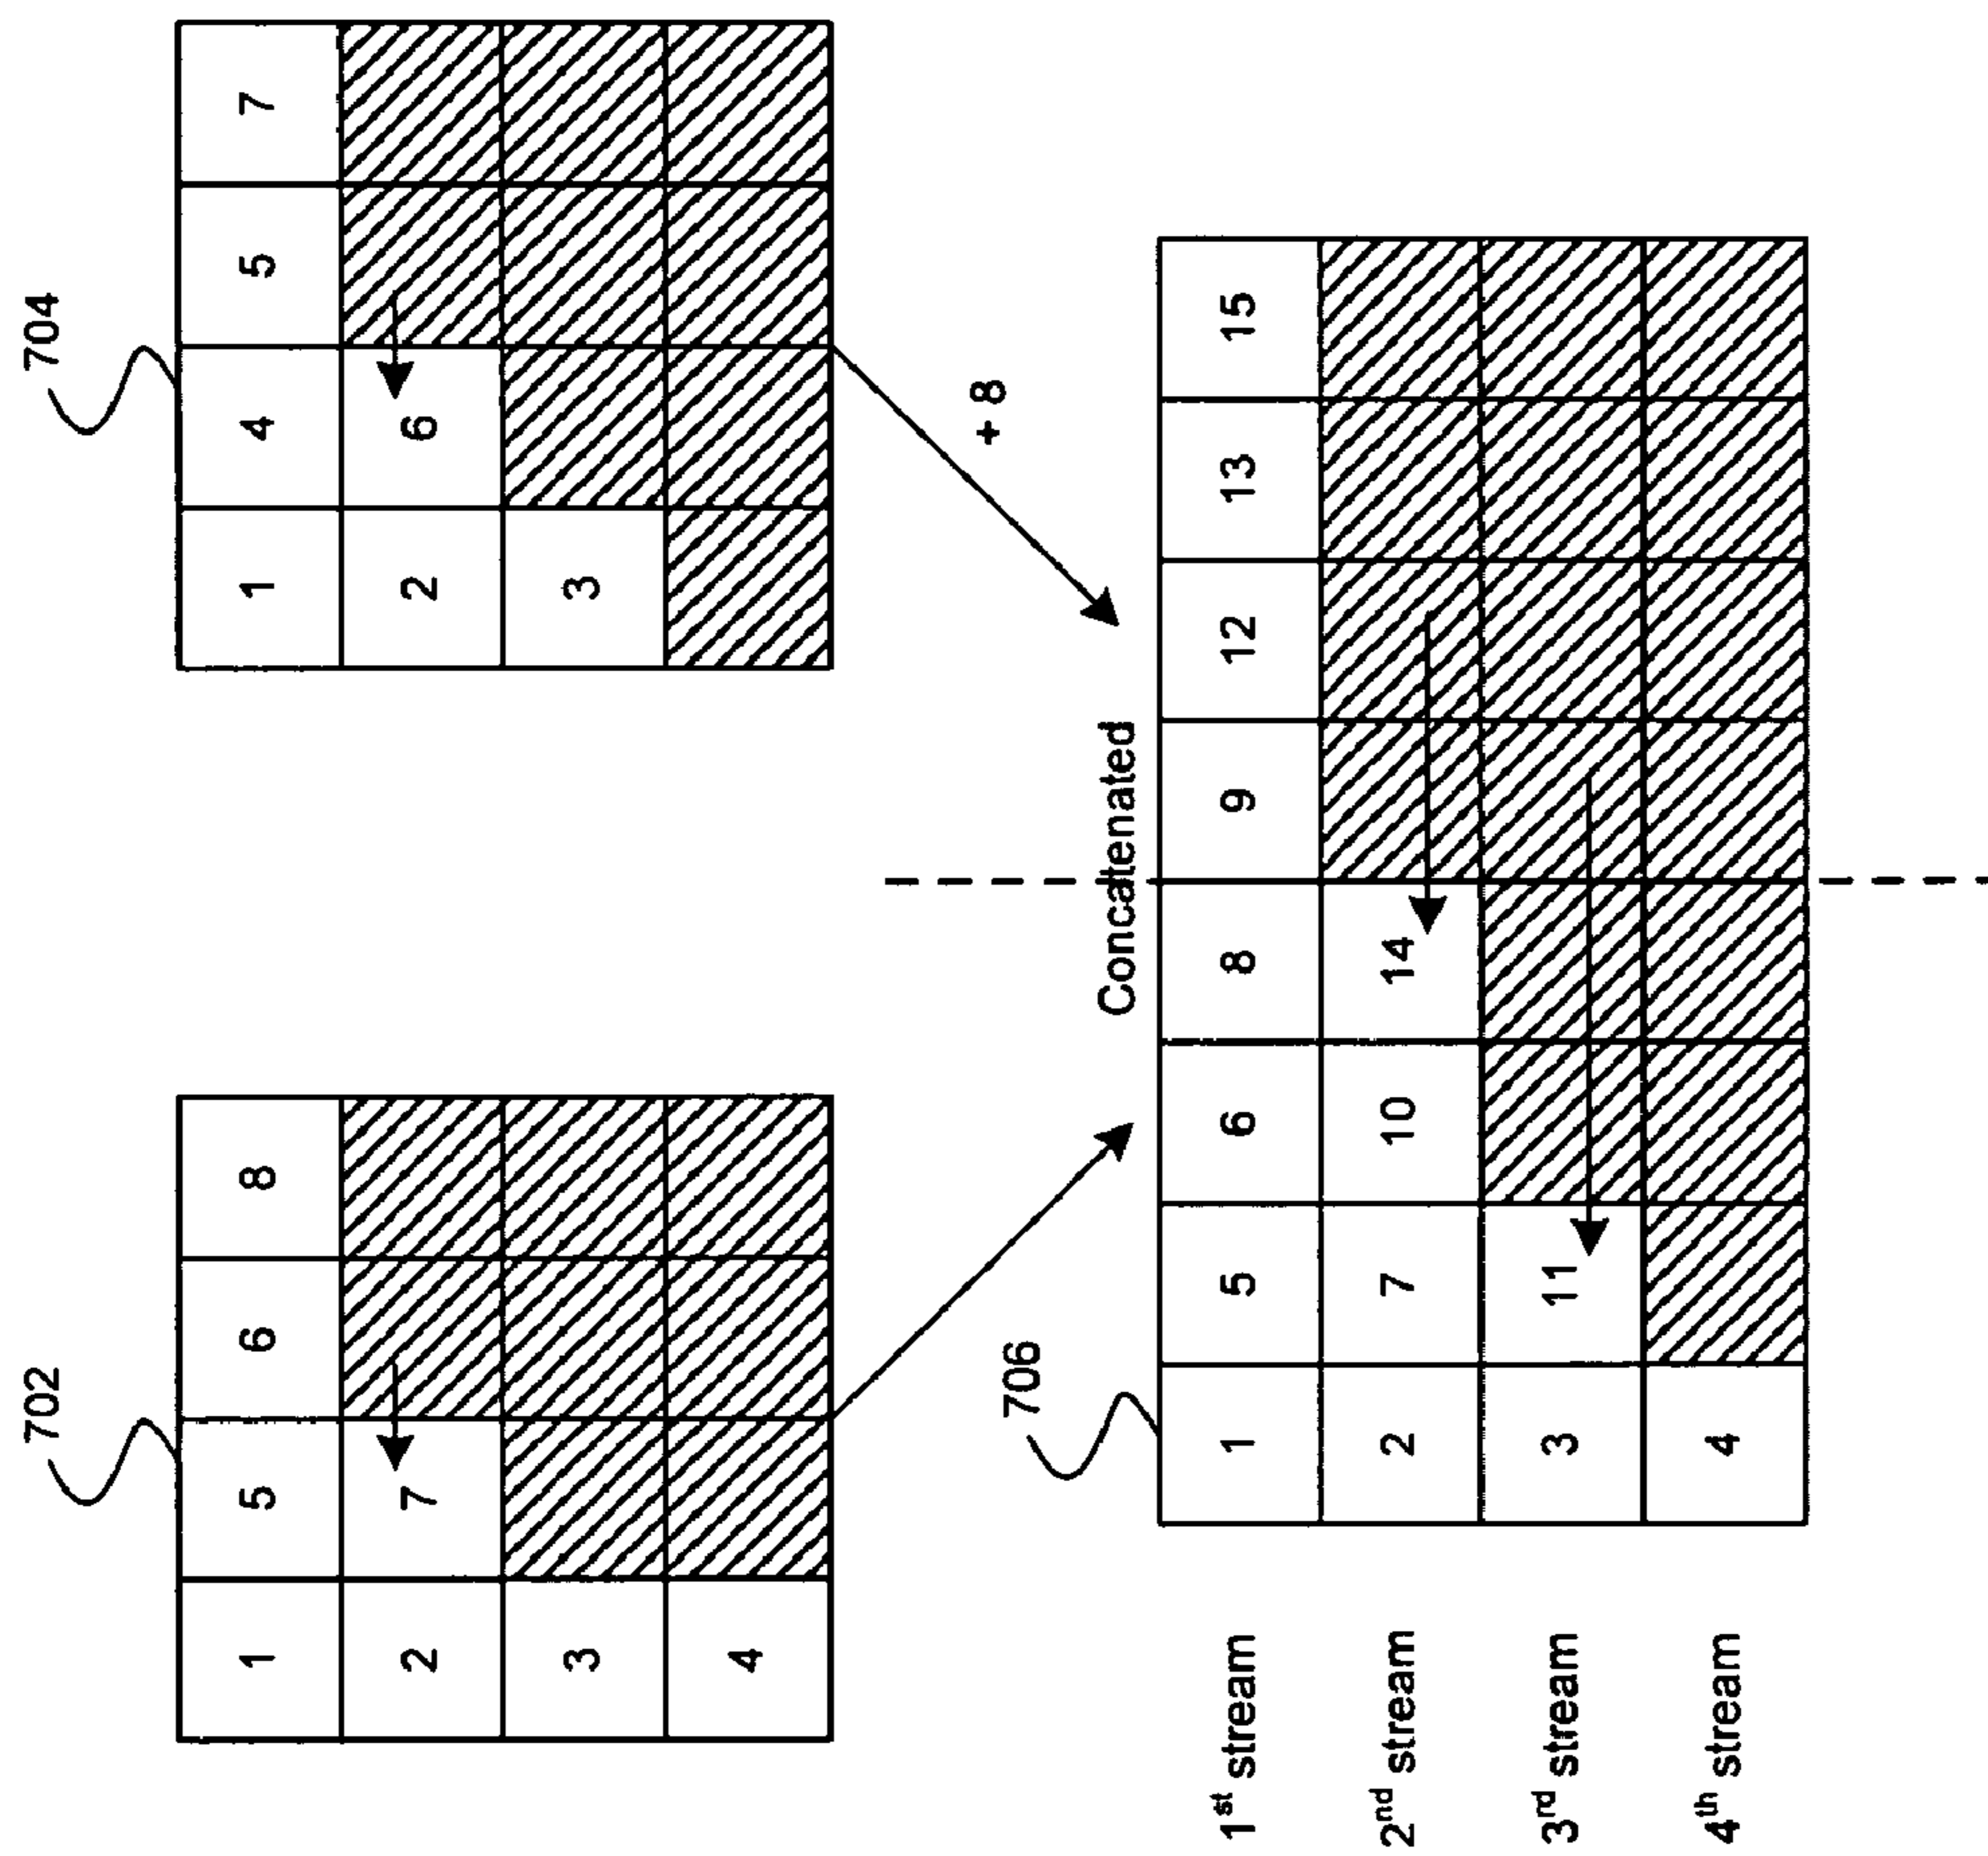 702
1 5 6 8
2 7
3
4
704
1 4 5 7
2 6
3
+ 8
706
Concatenated
1st stream 1 5 6 8 9 12 13 15
2nd stream 2 7 10 14
3rd stream 3 11
4th stream 4